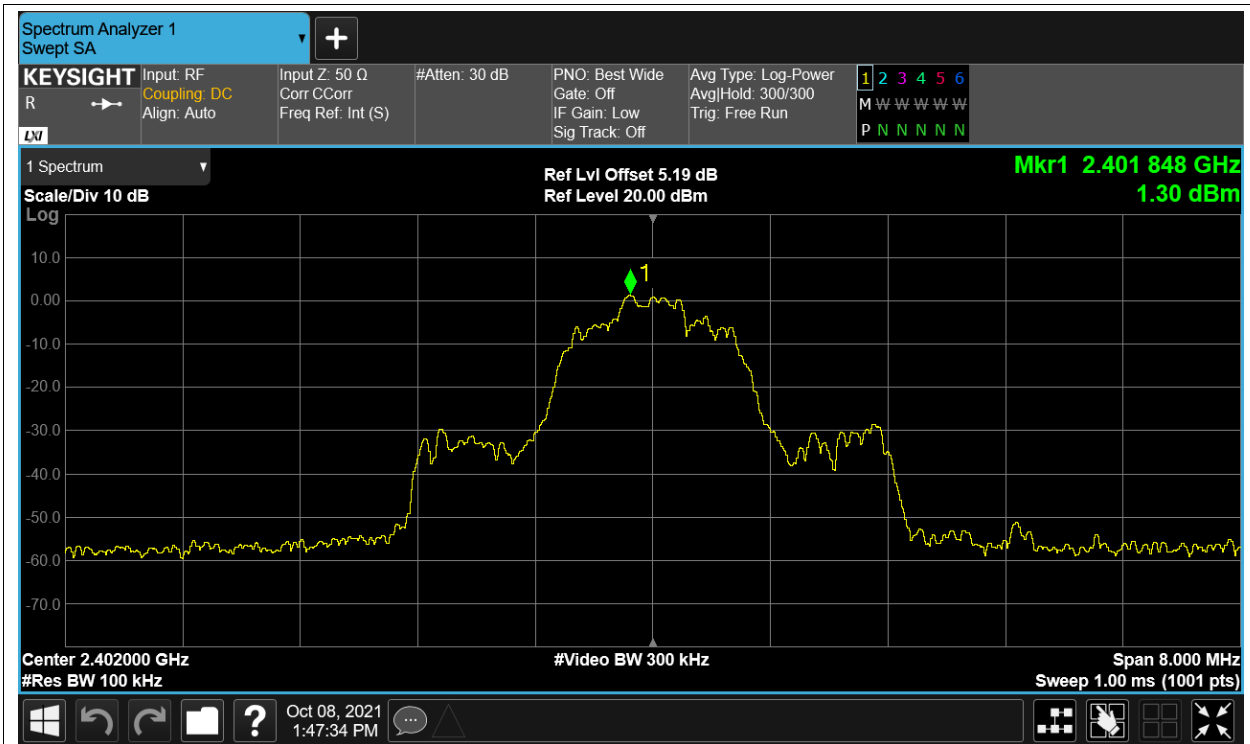 Spectrum Analyzer 1
Swept SA
+
KEYSIGHT
R
LXI
Input: RF
Coupling: DC
Align: Auto
Input Z: 50 Ω
Corr CCorr
Freq Ref: Int (S)
#Atten: 30 dB
PNO: Best Wide
Gate: Off
IF Gain: Low
Sig Track: Off
Avg Type: Log-Power
Avg|Hold: 300/300
Trig: Free Run
1 2 3 4 5 6
M W W W W W
P N N N N N
1 Spectrum
Scale/Div 10 dB
Ref Lvl Offset 5.19 dB
Ref Level 20.00 dBm
Mkr1 2.401 848 GHz
1.30 dBm
Log
1
10.0
0.00
-10.0
-20.0
-30.0
-40.0
-50.0
-60.0
-70.0
Center 2.402000 GHz
#Video BW 300 kHz
Span 8.000 MHz
#Res BW 100 kHz
Sweep 1.00 ms (1001 pts)
?
Oct 08, 2021
1:47:34 PM